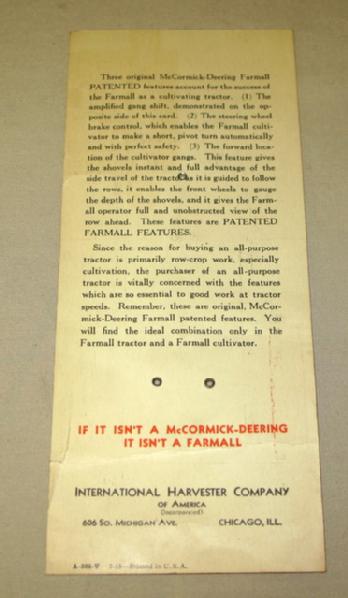 Three original McCormick-Deering Farmall
PATENTED features account for the success of
the Farmall as a cultivating tractor. (1) The
amplified gang shift, demonstrated on the op-
posite side of this card. (2) The steering wheel
brake control, which enables the Farmall culti-
vator to make a short, pivot turn automatically
and with perfect safety. (3) The forward loca-
tion of the cultivator gangs. This feature gives
the shovels instant and full advantage of the
side travel of the tractor as it is guided to follow
the rows, it enables the front wheels to gauge
the depth of the shovels, and it gives the Farm-
all operator full and unobstructed view of the
row ahead. These features are PATENTED
FARMALL FEATURES.
Since the reason for buying an all-purpose
tractor is primarily row-crop work, especially
cultivation, the purchaser of an all-purpose
tractor is vitally concerned with the features
which are so essential to good work at tractor
speeds. Remember, these are original, McCor-
mick-Deering Farmall patented features. You
will find the ideal combination only in the
Farmall tractor and a Farmall cultivator.
IF IT ISN'T A McCORMICK-DEERING
IT ISN'T A FARMALL
INTERNATIONAL HARVESTER COMPANY
OF AMERICA
(Incorporated)
606 So. MICHIGAN AVE. CHICAGO, ILL.
Printed in U.S.A.